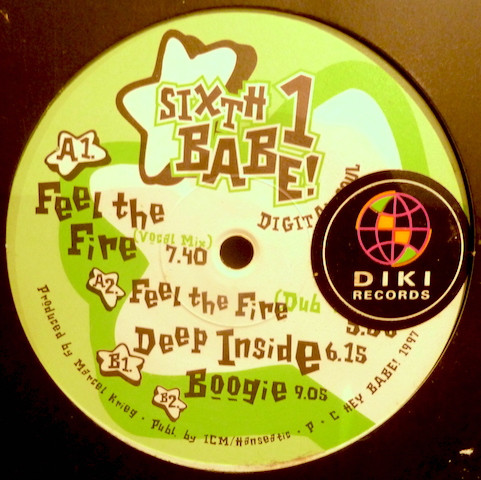 SIXTH 1
BABE!
DIGITAL
A1.
Feel the
Fire (Vocal Mix)
7.40
A2. Feel the Fire (Dub
B1. Deep Inside 6.15
B2. Boogie 9.05
Produced by Marcel Krieg - Publ. by ICM/Hanseatic - P + C HEY BABE! 1997
DIKI
RECORDS